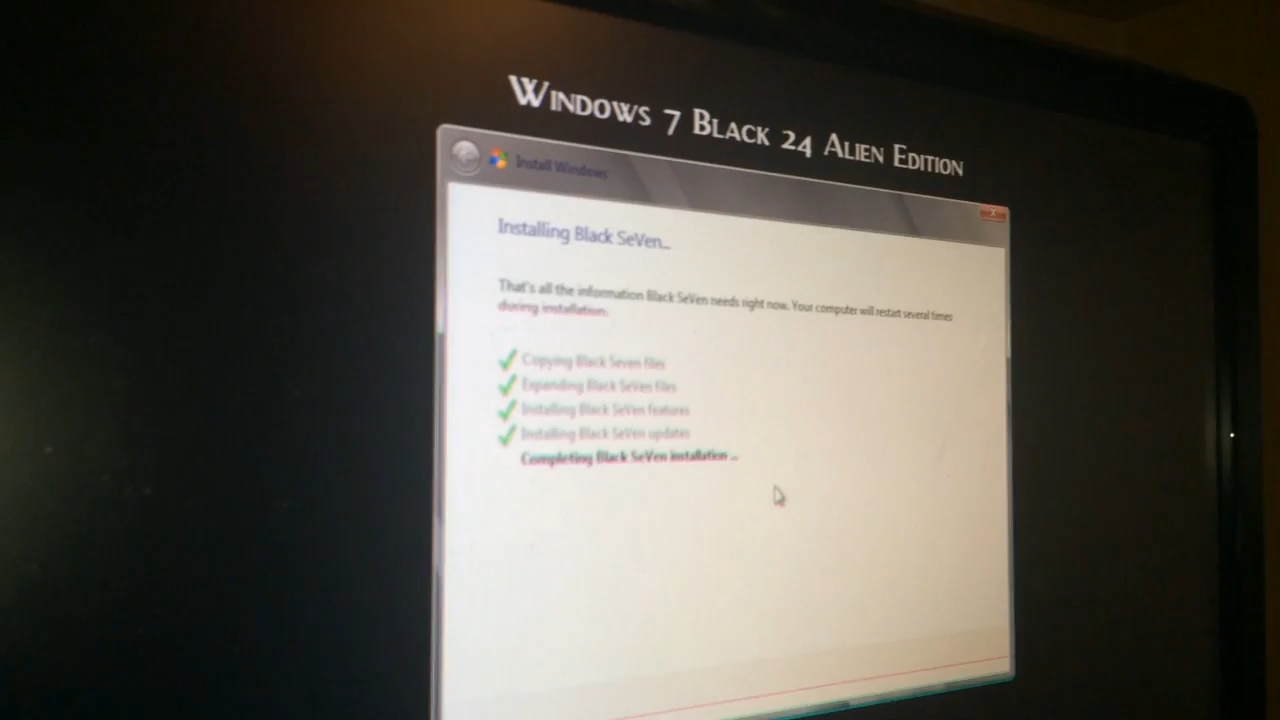 Windows 7 Black 24 Alien Edition
Install Windows
Installing Black SeVen...
That's all the information Black SeVen needs right now. Your computer will restart several times
during installation.
Copying Black Seven files
Expanding Black SeVen files
Installing Black SeVen features
Installing Black SeVen updates
Completing Black SeVen installation ...